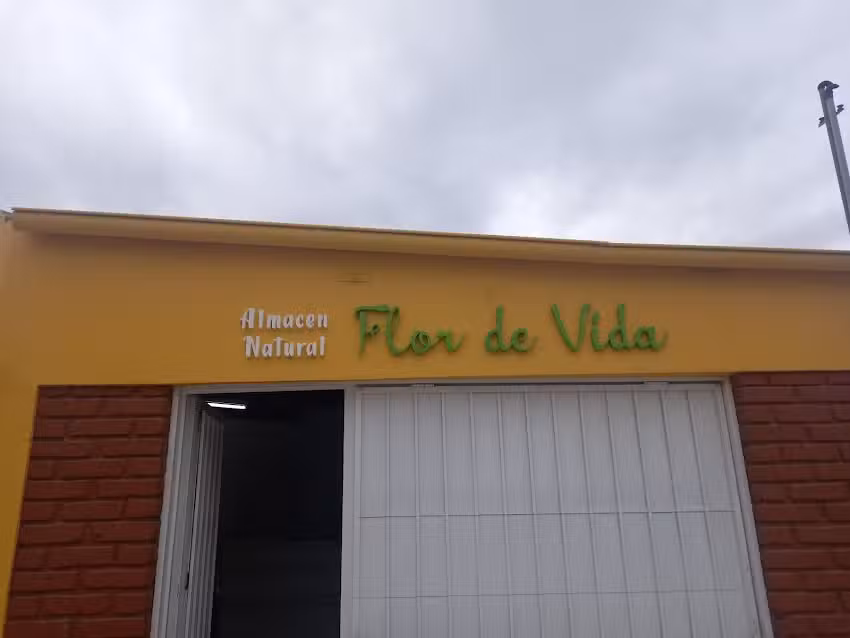 Almacen
Natural
Flor de Vida